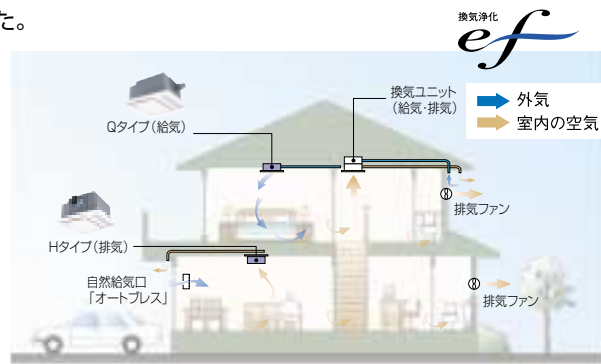 た。
換気浄化
ef
換気ユニット
(給気・排気)
外気
室内の空気
Qタイプ(給気)
排気ファン
Hタイプ(排気)
自然給気口
「オートブレス」
排気ファン